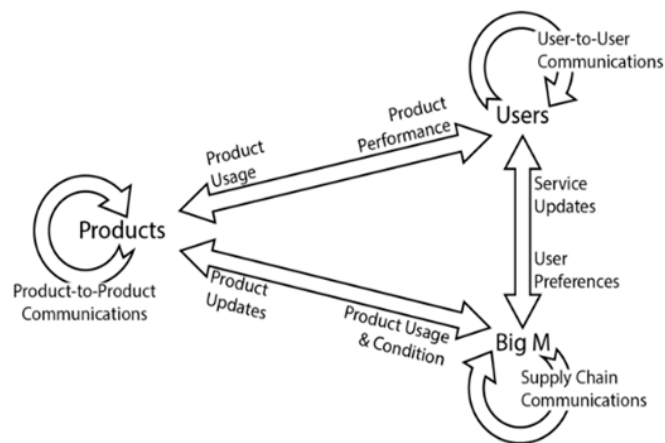 User-to-User
Communications
Users
Product
Performance
Product
Usage
Service
Updates
Products
User
Preferences
Product-to-Product
Communications
Product
Updates
Product Usage
& Condition
Big M
Supply Chain
Communications